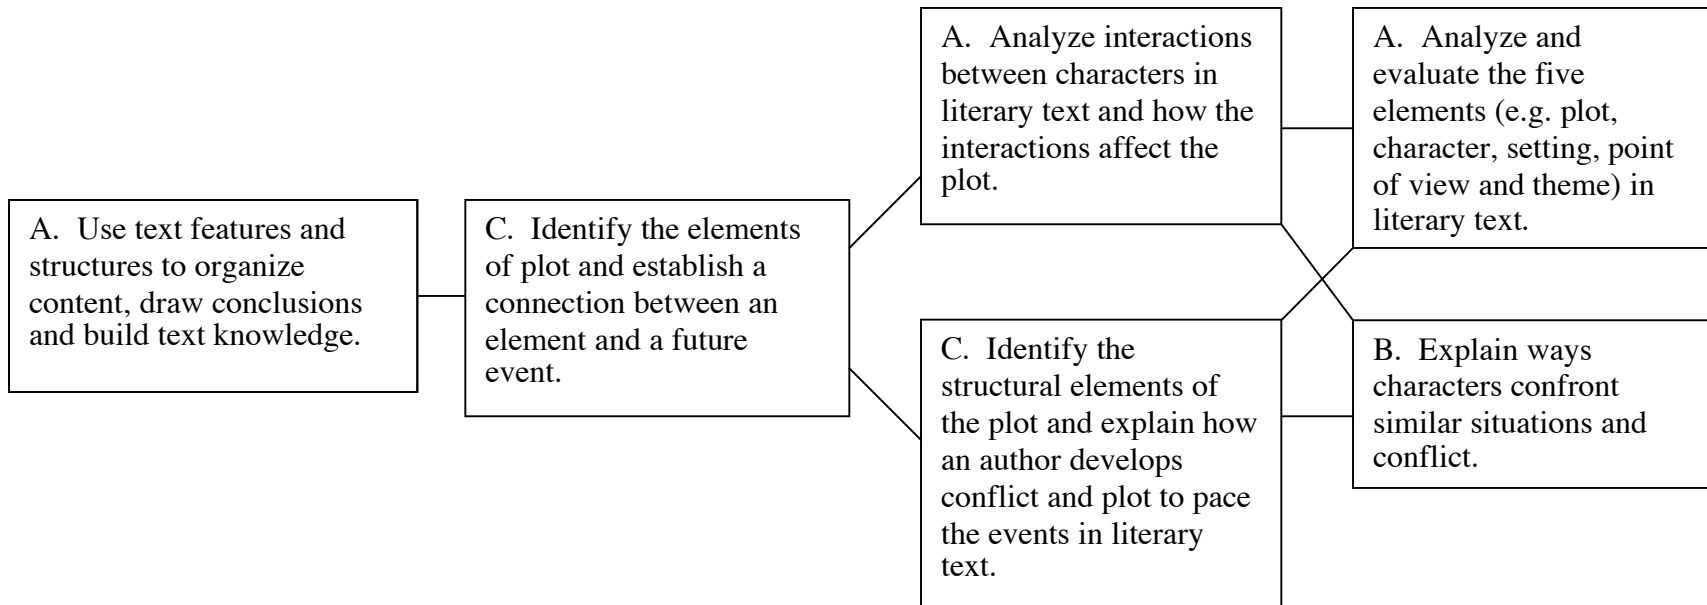 A.  Use text features and
structures to organize
content, draw conclusions
and build text knowledge.
C.  Identify the elements
of plot and establish a
connection between an
element and a future
event.
A.  Analyze interactions
between characters in
literary text and how the
interactions affect the
plot.
C.  Identify the
structural elements of
the plot and explain how
an author develops
conflict and plot to pace
the events in literary
text.
A.  Analyze and
evaluate the five
elements (e.g. plot,
character, setting, point
of view and theme) in
literary text.
B.  Explain ways
characters confront
similar situations and
conflict.